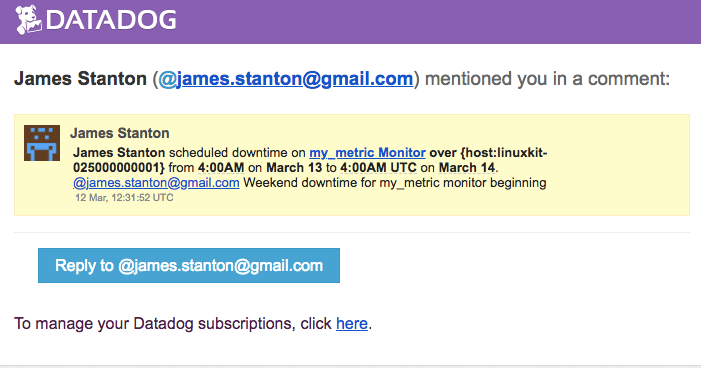 DATADOG
James Stanton (@james.stanton@gmail.com) mentioned you in a comment:
James Stanton
James Stanton scheduled downtime on my_metric Monitor over {host:linuxkit-
025000000001} from 4:00AM on March 13 to 4:00AM UTC on March 14.
@james.stanton@gmail.com Weekend downtime for my_metric monitor beginning
12 Mar, 12:31:52 UTC
Reply to @james.stanton@gmail.com
To manage your Datadog subscriptions, click here.